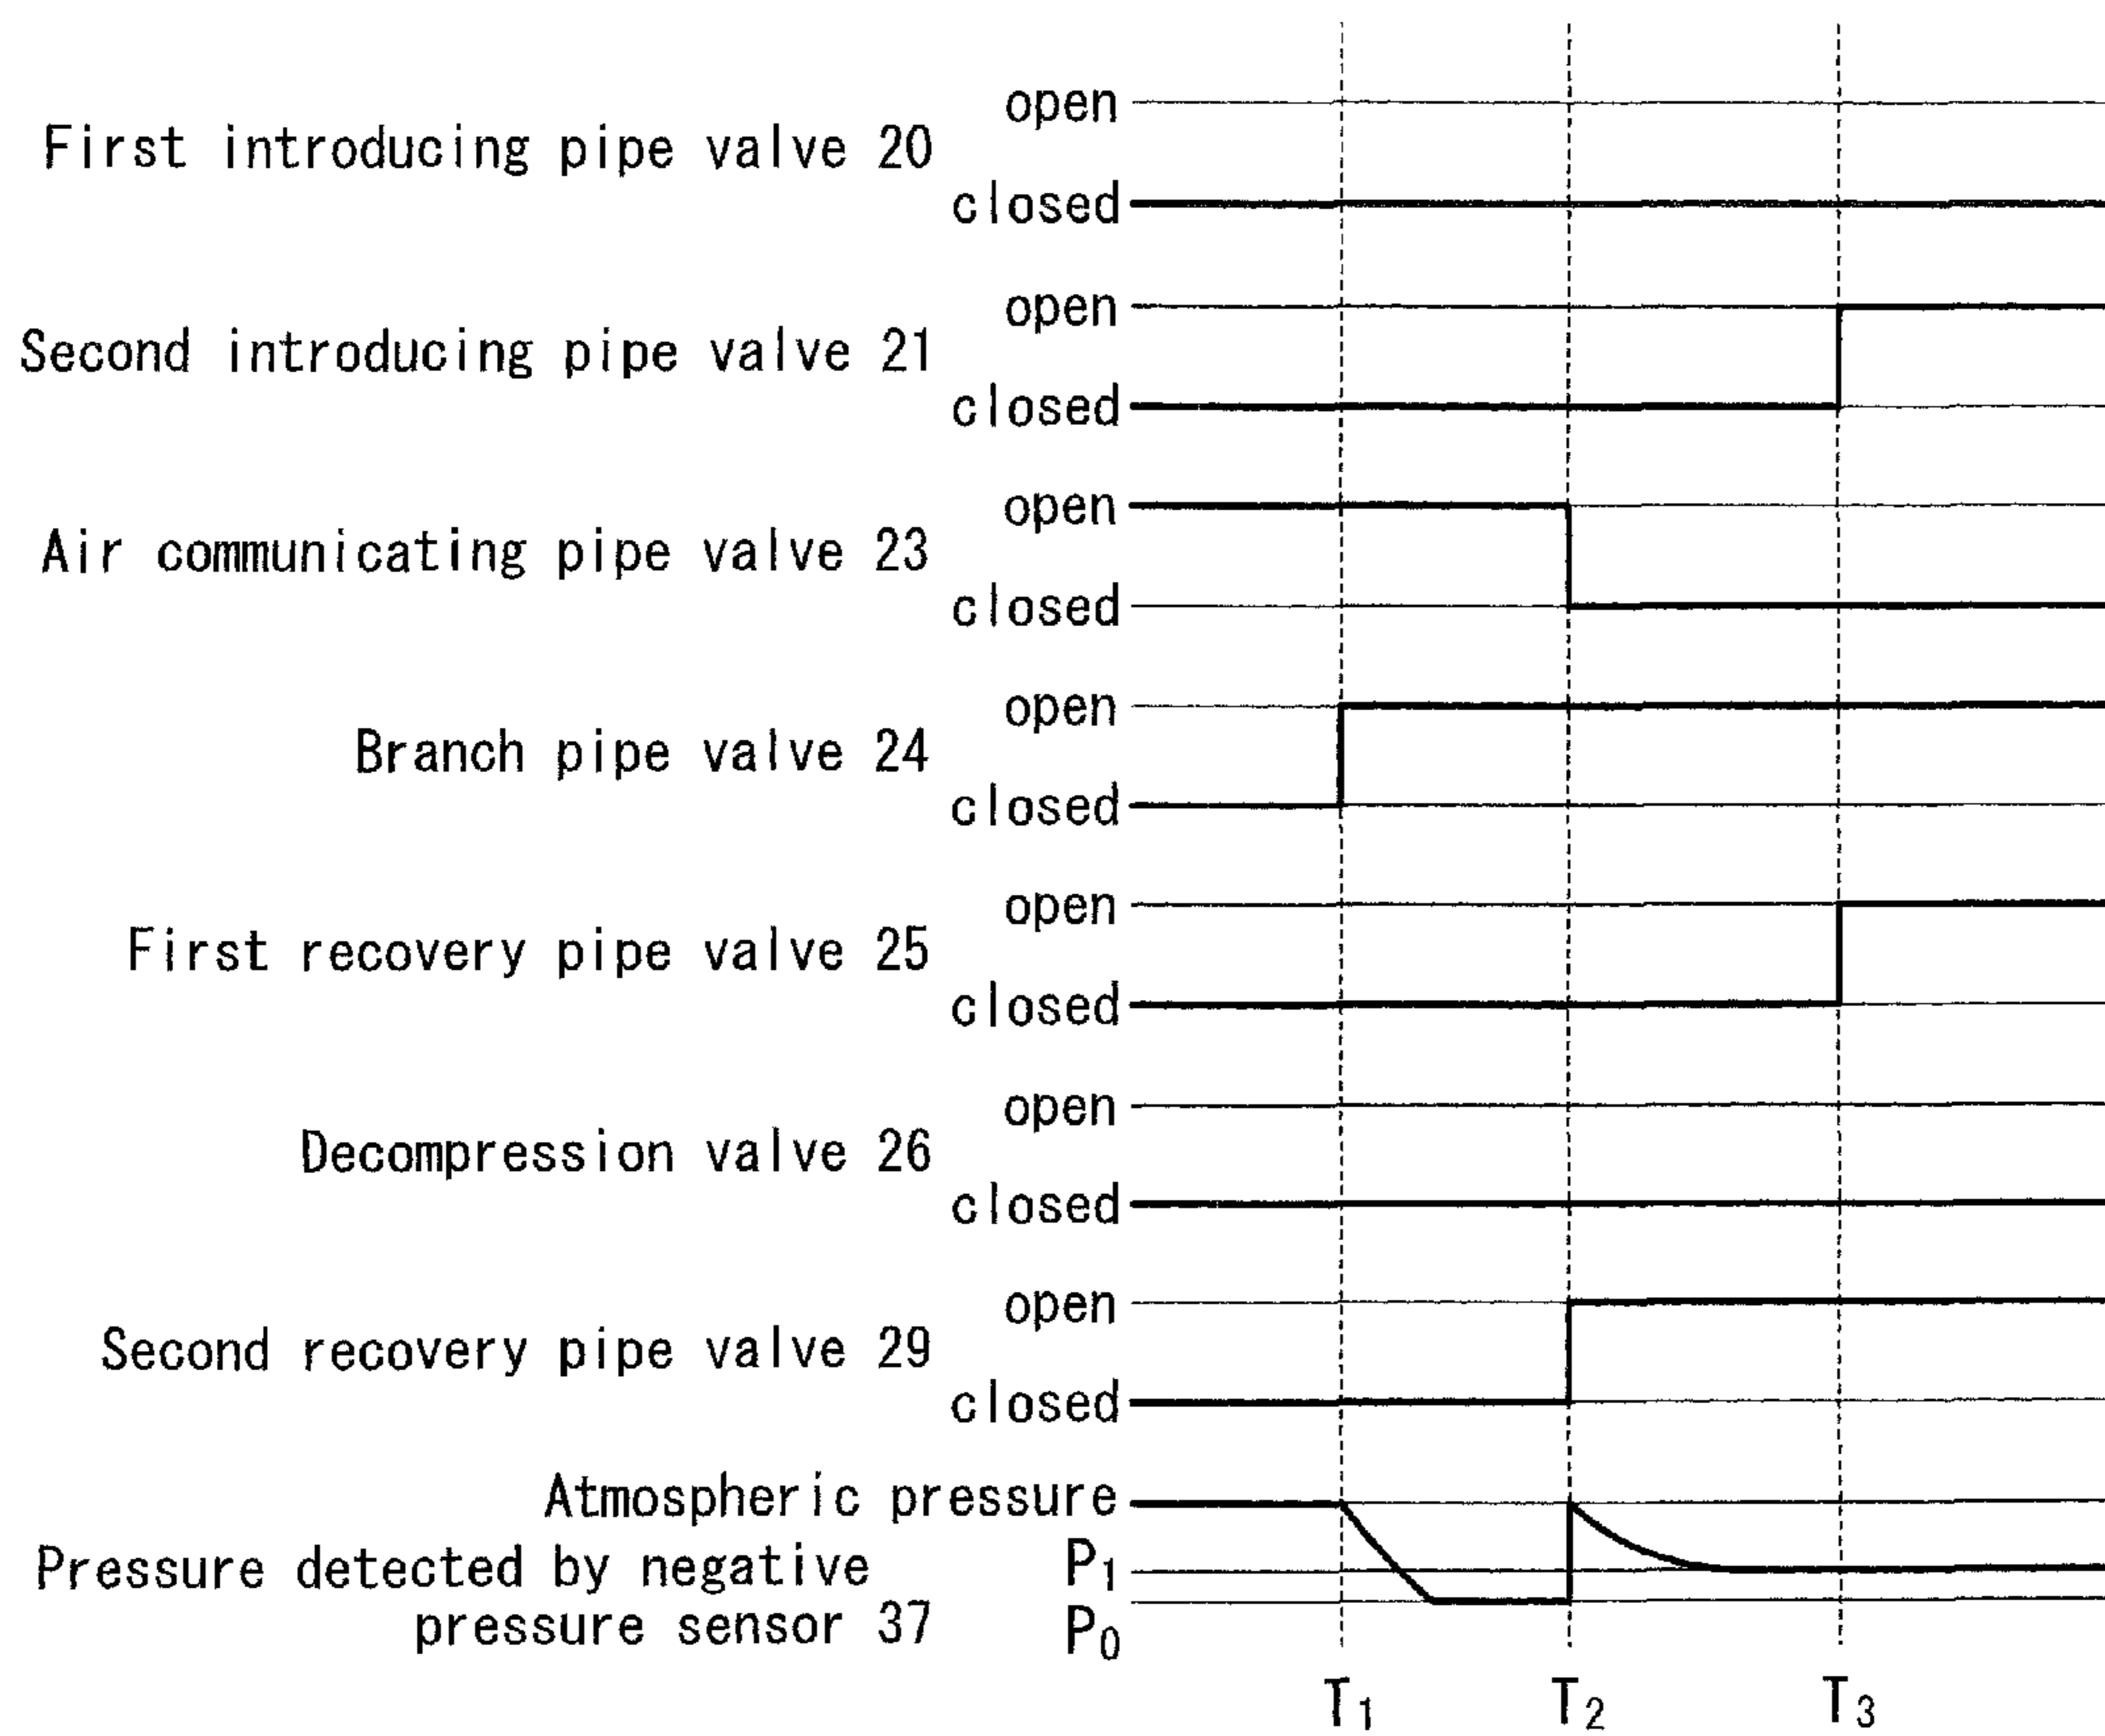 open
First introducing pipe valve 20
closed
open
Second introducing pipe valve 21
closed
open
Air communicating pipe valve 23
closed
open
Branch pipe valve 24
closed
open
First recovery pipe valve 25
closed
open
Decompression valve 26
closed
open
Second recovery pipe valve 29
closed
Atmospheric pressure
Pressure detected by negative P₁
pressure sensor 37 P₀
T₁ T₂ T₃